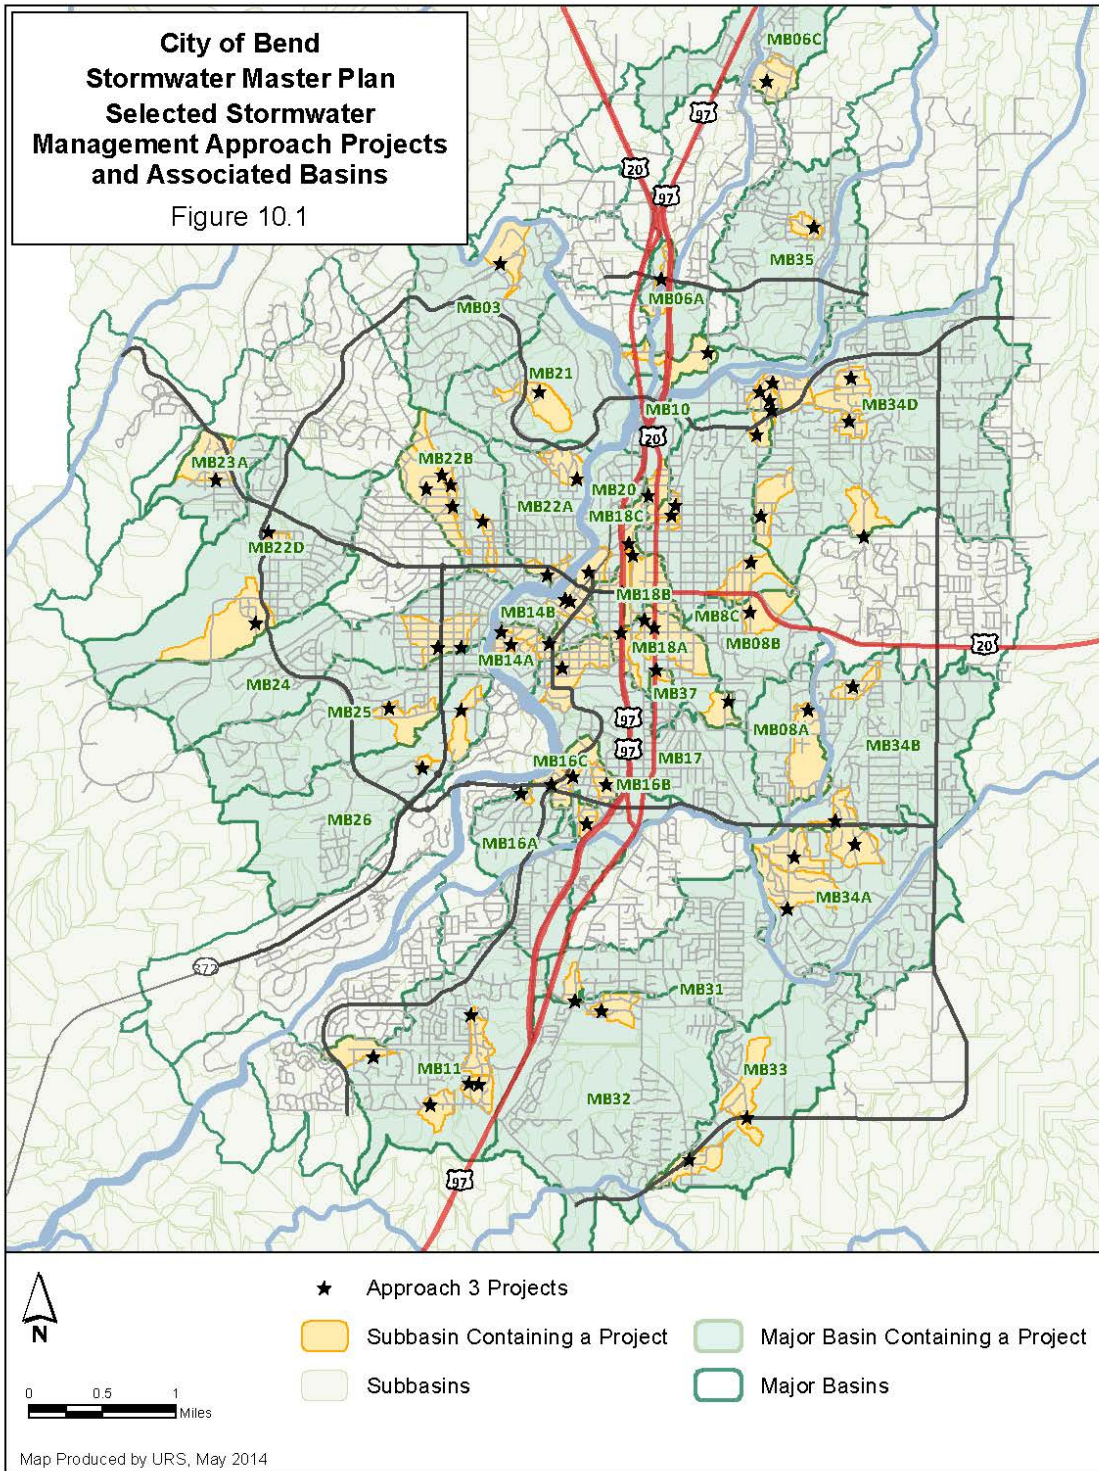 City of Bend
Stormwater Master Plan
Selected Stormwater
Management Approach Projects
and Associated Basins
Figure 10.1
MB06C
97
20
97
MB35
MB03
MB06A
MB21
MB10
MB34D
20
MB23A
MB22B
MB22A
MB20
MB18C
MB22D
MB14B
MB18B
MB8C
MB08B
20
MB14A
MB18A
MB24
MB37
MB25
97
97
MB08A
MB34B
MB17
MB16C
MB16B
MB26
MB16A
MB34A
372
MB31
MB11
MB33
MB32
97
N
0 0.5 1
Miles
Approach 3 Projects
Subbasin Containing a Project
Major Basin Containing a Project
Subbasins
Major Basins
Map Produced by URS, May 2014